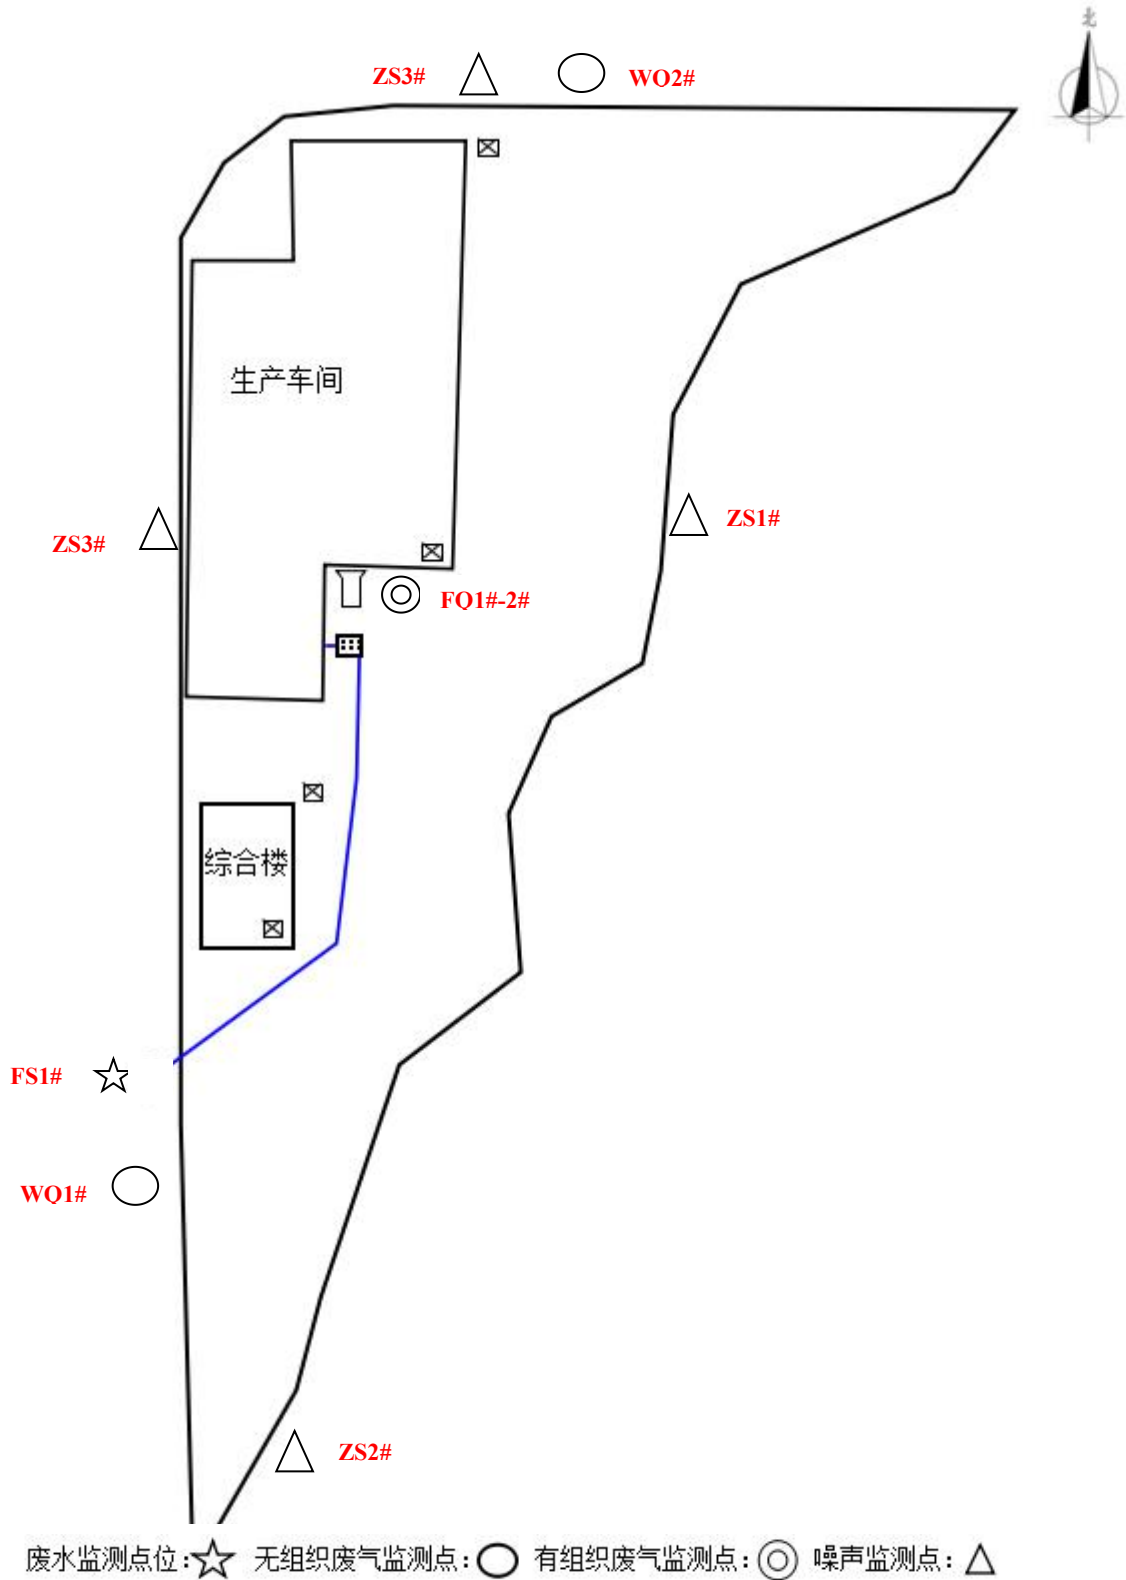 北
ZS3#
WQ2#
生产车间
ZS1#
ZS3#
FQ1#-2#
综合楼
FS1#
WQ1#
ZS2#
废水监测点位： 无组织废气监测点： 有组织废气监测点： 噪声监测点：